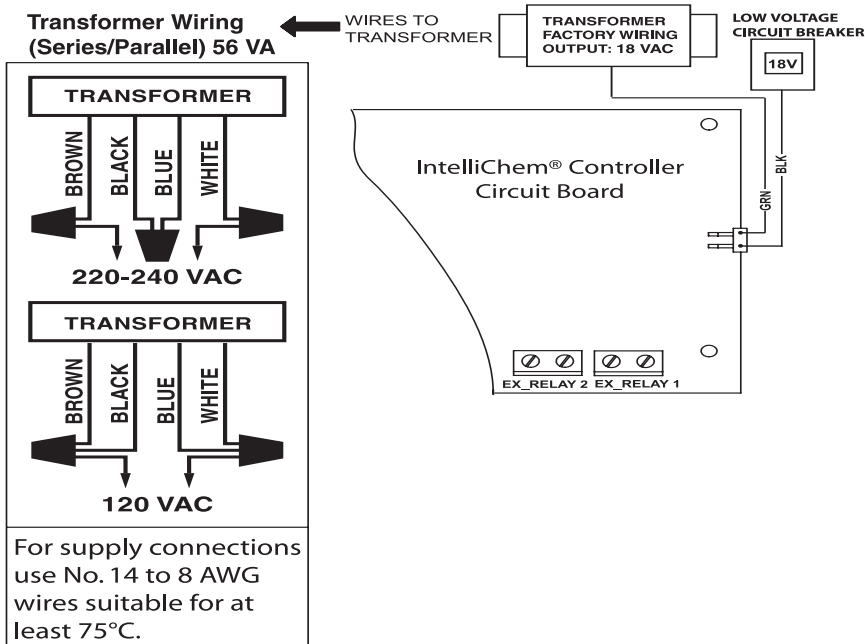 Transformer Wiring
(Series/Parallel) 56 VA
WIRES TO
TRANSFORMER
TRANSFORMER
FACTORY WIRING
OUTPUT: 18 VAC
LOW VOLTAGE
CIRCUIT BREAKER
18V
TRANSFORMER
BROWN
BLACK
BLUE
WHITE
220-240 VAC
TRANSFORMER
BROWN
BLACK
BLUE
WHITE
120 VAC
For supply connections
use No. 14 to 8 AWG
wires suitable for at
least 75°C.
IntelliChem® Controller
Circuit Board
GRN
BLK
EX_RELAY 2
EX_RELAY 1